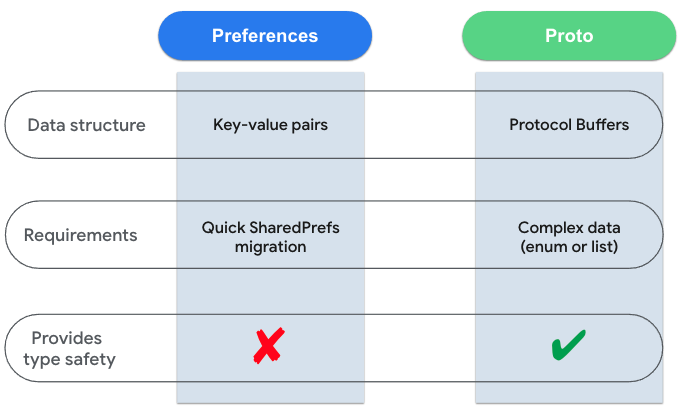 Preferences
Proto
Data structure
Key-value pairs
Protocol Buffers
Requirements
Quick SharedPrefs
migration
Complex data
(enum or list)
Provides
type safety